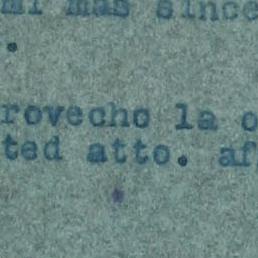 mi mas since
.
rovecho la o
ted atto. af